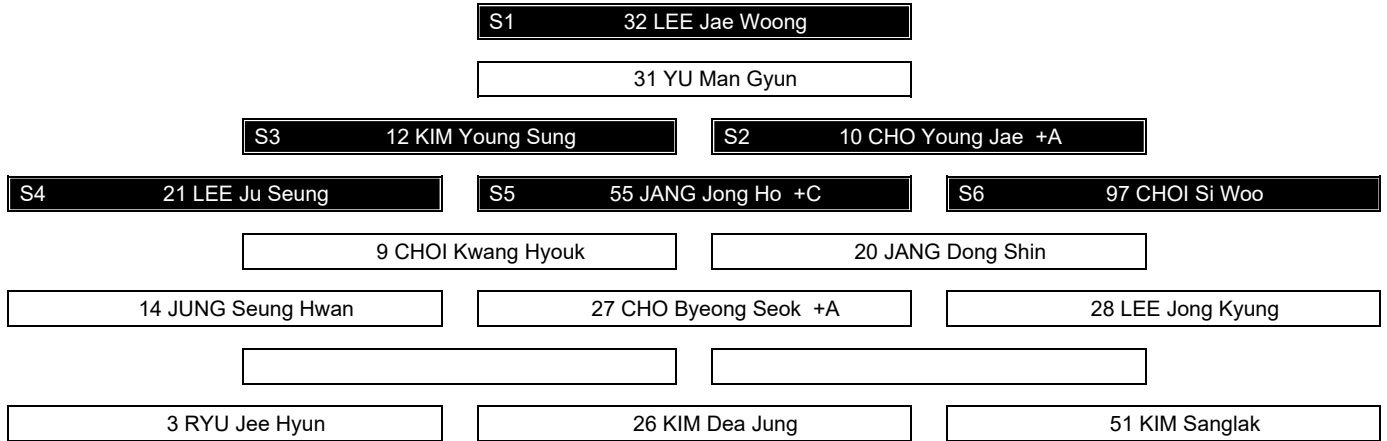 S1 32 LEE Jae Woong
31 YU Man Gyun
S3 12 KIM Young Sung S2 10 CHO Young Jae +A
S4 21 LEE Ju Seung S5 55 JANG Jong Ho +C S6 97 CHOI Si Woo
9 CHOI Kwang Hyouk 20 JANG Dong Shin
14 JUNG Seung Hwan 27 CHO Byeong Seok +A 28 LEE Jong Kyung
3 RYU Jee Hyun 26 KIM Dea Jung 51 KIM Sanglak